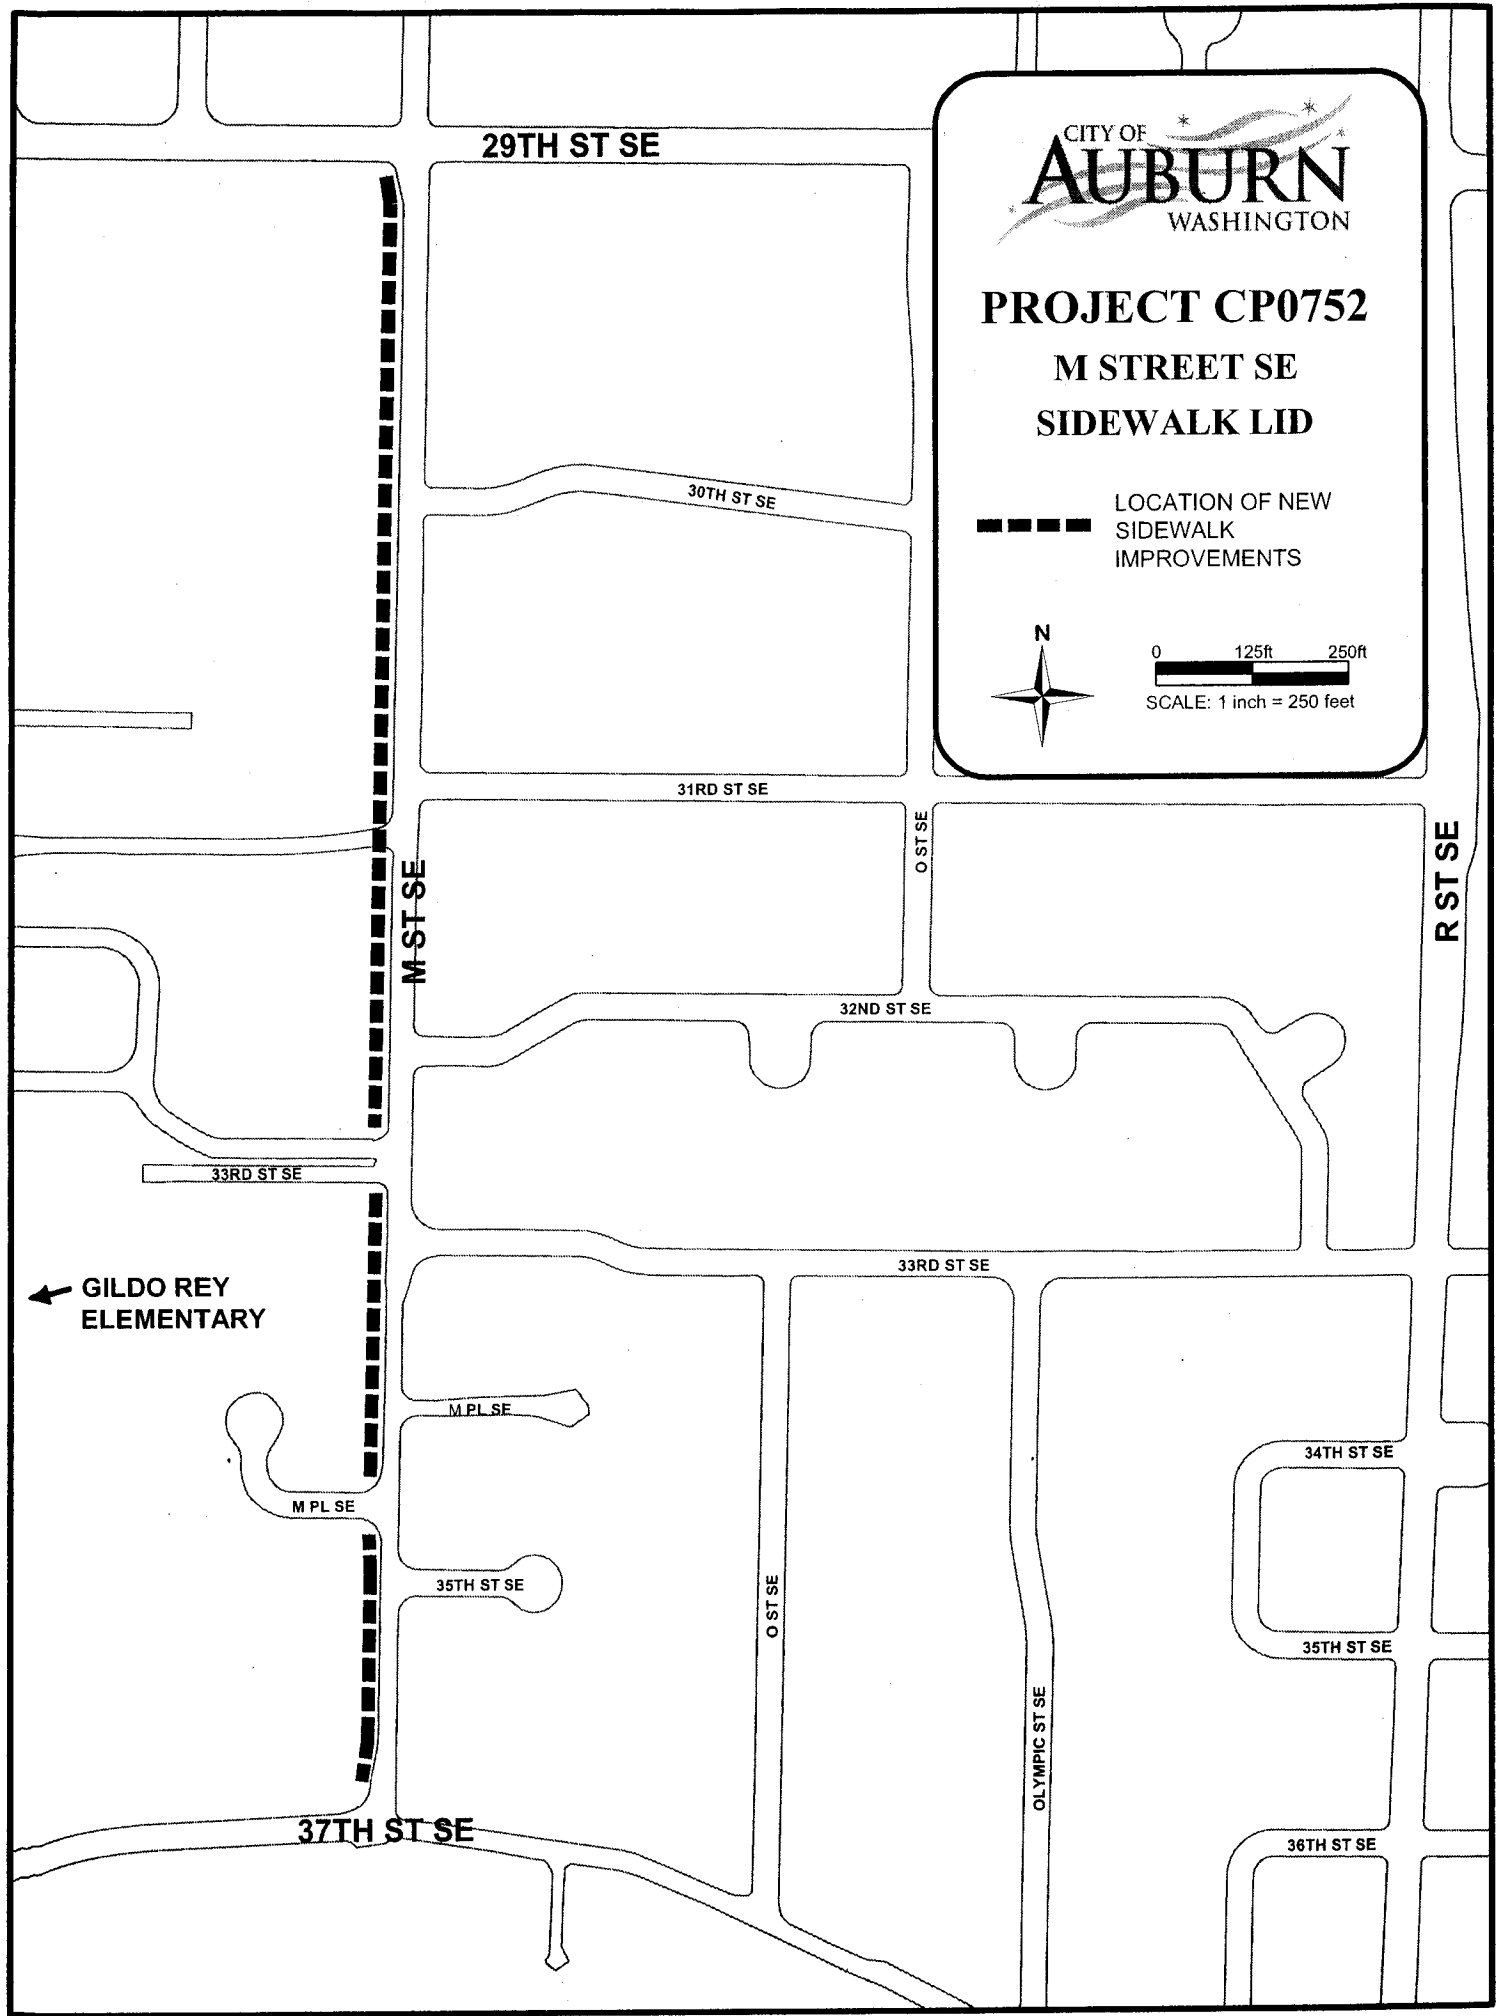 29TH ST SE
CITY OF
AUBURN
WASHINGTON
PROJECT CP0752
M STREET SE
SIDEWALK LID
LOCATION OF NEW
SIDEWALK
IMPROVEMENTS
N
0 125ft 250ft
SCALE: 1 inch = 250 feet
30TH ST SE
31RD ST SE
O ST SE
M ST SE
R ST SE
32ND ST SE
33RD ST SE
33RD ST SE
GILDO REY
ELEMENTARY
M PL SE
34TH ST SE
M PL SE
35TH ST SE
O ST SE
35TH ST SE
OLYMPIC ST SE
37TH ST SE
36TH ST SE